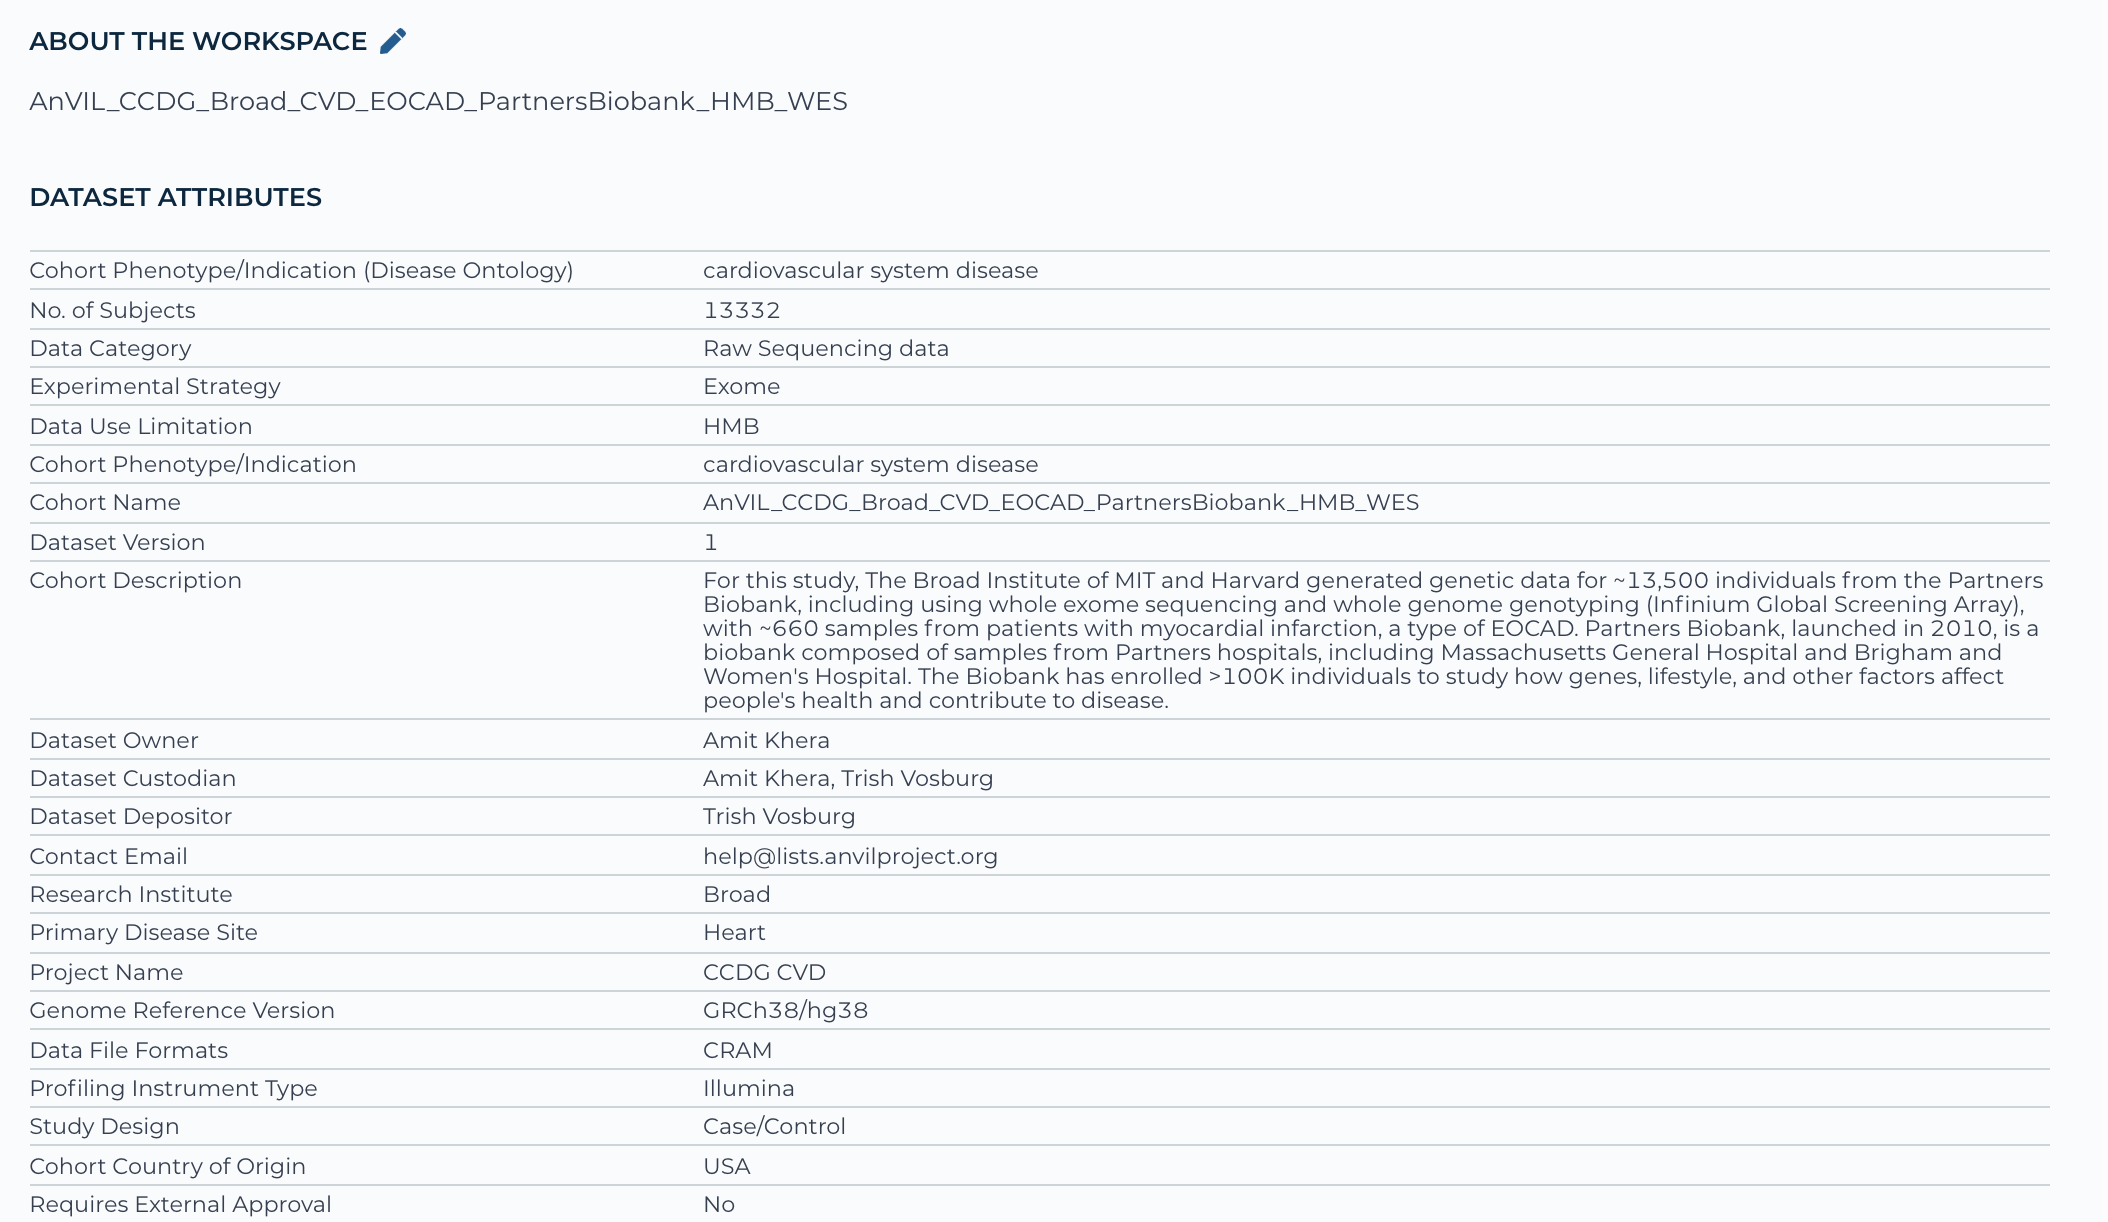 ABOUT THE WORKSPACE
AnVIL_CCDG_Broad_CVD_EOCAD_PartnersBiobank_HMB_WES
DATASET ATTRIBUTES
Cohort Phenotype/Indication (Disease Ontology) cardiovascular system disease
No. of Subjects 13332
Data Category Raw Sequencing data
Experimental Strategy Exome
Data Use Limitation HMB
Cohort Phenotype/Indication cardiovascular system disease
Cohort Name AnVIL_CCDG_Broad_CVD_EOCAD_PartnersBiobank_HMB_WES
Dataset Version 1
Cohort Description For this study, The Broad Institute of MIT and Harvard generated genetic data for ~13,500 individuals from the Partners
Biobank, including using whole exome sequencing and whole genome genotyping (Infinium Global Screening Array),
with ~660 samples from patients with myocardial infarction, a type of EOCAD. Partners Biobank, launched in 2010, is a
biobank composed of samples from Partners hospitals, including Massachusetts General Hospital and Brigham and
Women's Hospital. The Biobank has enrolled >100K individuals to study how genes, lifestyle, and other factors affect
people's health and contribute to disease.
Dataset Owner Amit Khera
Dataset Custodian Amit Khera, Trish Vosburg
Dataset Depositor Trish Vosburg
Contact Email help@lists.anvilproject.org
Research Institute Broad
Primary Disease Site Heart
Project Name CCDG CVD
Genome Reference Version GRCh38/hg38
Data File Formats CRAM
Profiling Instrument Type Illumina
Study Design Case/Control
Cohort Country of Origin USA
Requires External Approval No